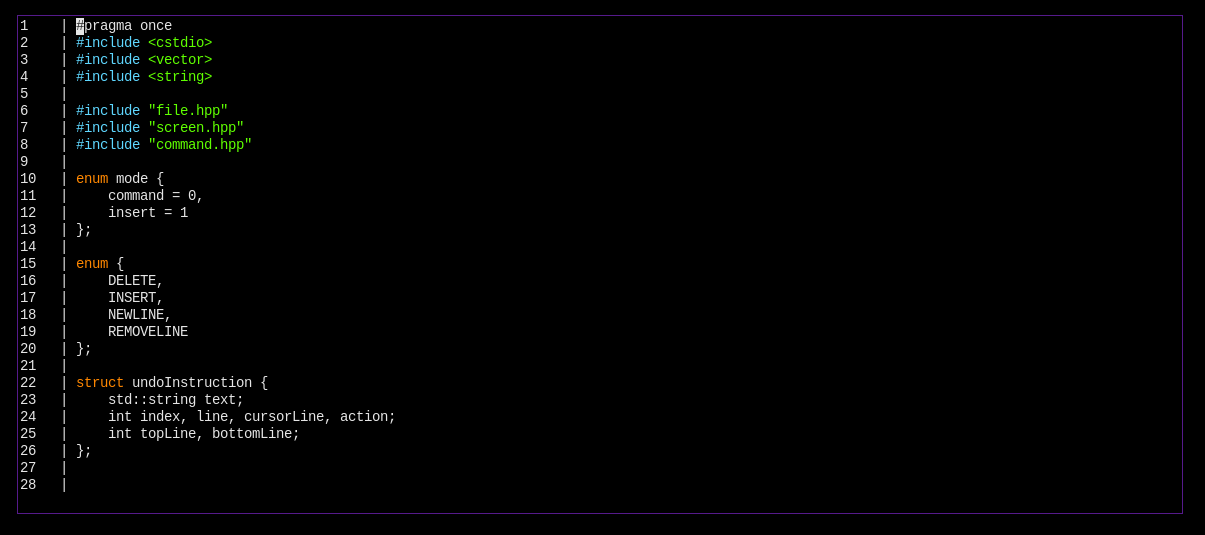 1    | #pragma once
2    | #include <cstdio>
3    | #include <vector>
4    | #include <string>
5    |
6    | #include "file.hpp"
7    | #include "screen.hpp"
8    | #include "command.hpp"
9    |
10   | enum mode {
11   |     command = 0,
12   |     insert = 1
13   | };
14   |
15   | enum {
16   |     DELETE,
17   |     INSERT,
18   |     NEWLINE,
19   |     REMOVELINE
20   | };
21   |
22   | struct undoInstruction {
23   |     std::string text;
24   |     int index, line, cursorLine, action;
25   |     int topLine, bottomLine;
26   | };
27   |
28   |